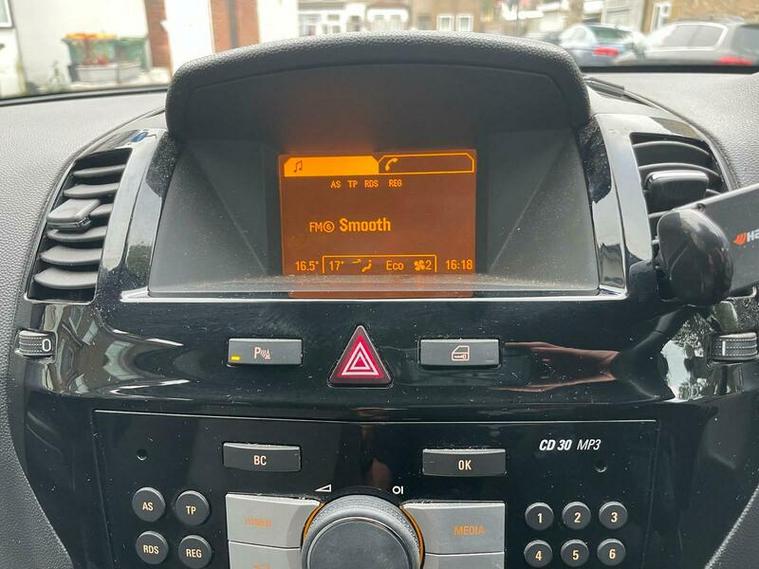 AS TP RDS REG
FM6 Smooth
16.5° 17° Eco 2 16:18
P
BC
OK
CD 30 MP3
AS TP
MEDIA
1 2 3
RDS REG
4 5 6